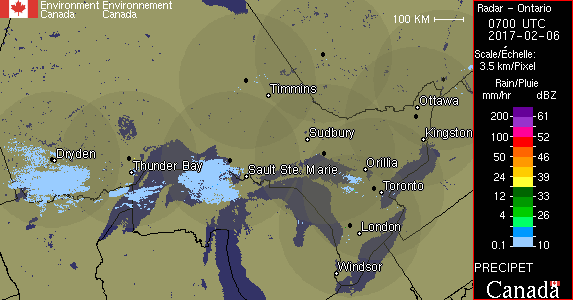 Environment Environnement
Canada Canada
100 KM
Timmins
Ottawa
Sudbury
Kingston
Dryden
Thunder Bay
Sault Ste. Marie
Orillia
Toronto
London
Windsor
Radar - Ontario
0700 UTC
2017-02-06
Scale/Échelle:
3.5 km/Pixel
Rain/Pluie
mm/hr dBZ
200 61
100 52
50 46
24 39
12 33
4 26
0.1 10
PRECIPET
Canada